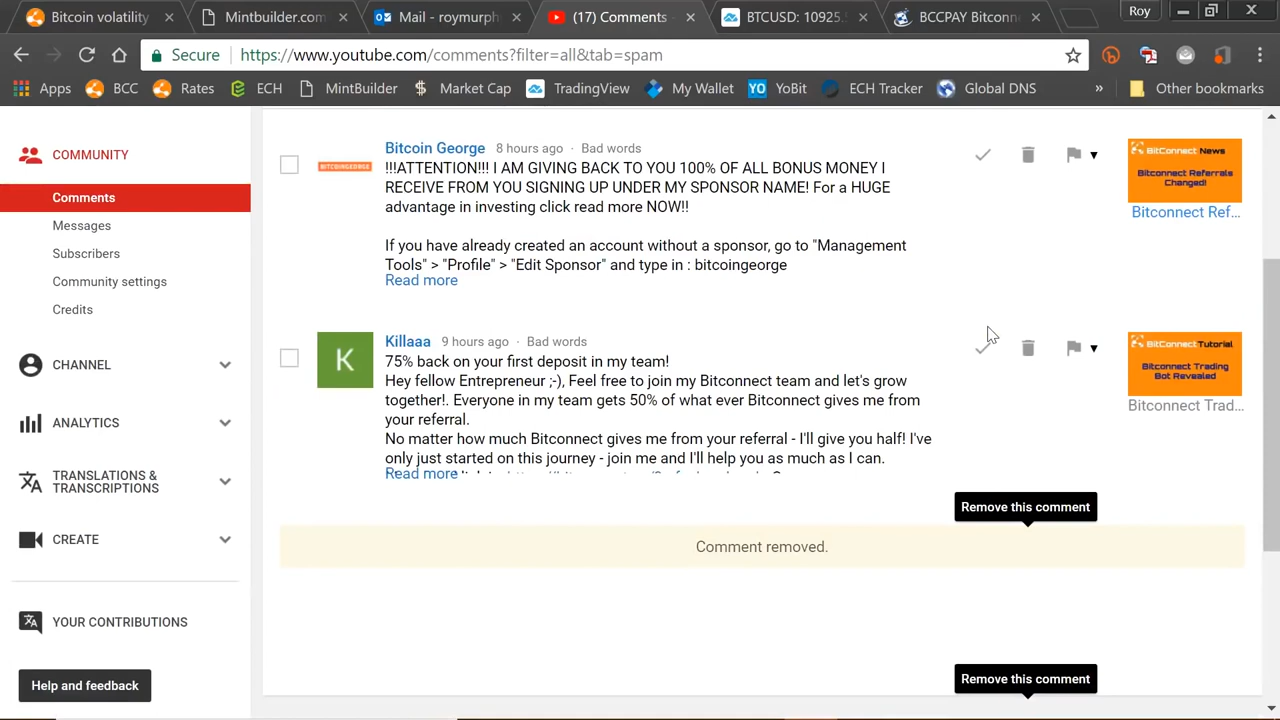 Bitcoin volatility
Mintbuilder.com
Mail - roymurph
(17) Comments
BTCUSD: 10925.
BCCPAY Bitconn
Roy
Secure
https://www.youtube.com/comments?filter=all&tab=spam
Apps
BCC
Rates
ECH
MintBuilder
Market Cap
TradingView
My Wallet
YO
YoBit
ECH Tracker
Global DNS
»
Other bookmarks
COMMUNITY
Comments
Messages
Subscribers
Community settings
Credits
CHANNEL
ANALYTICS
TRANSLATIONS &
TRANSCRIPTIONS
CREATE
YOUR CONTRIBUTIONS
Help and feedback
BITCOINGEORGE
Bitcoin George 8 hours ago • Bad words
!!!ATTENTION!!! I AM GIVING BACK TO YOU 100% OF ALL BONUS MONEY I
RECEIVE FROM YOU SIGNING UP UNDER MY SPONSOR NAME! For a HUGE
advantage in investing click read more NOW!!
If you have already created an account without a sponsor, go to "Management
Tools" > "Profile" > "Edit Sponsor" and type in : bitcoingeorge
Read more
BitConnect News
Bitconnect Referrals
Changed!
Bitconnect Ref...
K
Killaaa 9 hours ago • Bad words
75% back on your first deposit in my team!
Hey fellow Entrepreneur ;-), Feel free to join my Bitconnect team and let's grow
together!. Everyone in my team gets 50% of what ever Bitconnect gives me from
your referral.
No matter how much Bitconnect gives me from your referral - I'll give you half! I've
only just started on this journey - join me and I'll help you as much as I can.
Read more
BitConnect Tutorial
Bitconnect Trading
Bot Revealed
Bitconnect Trad...
Remove this comment
Comment removed.
Remove this comment